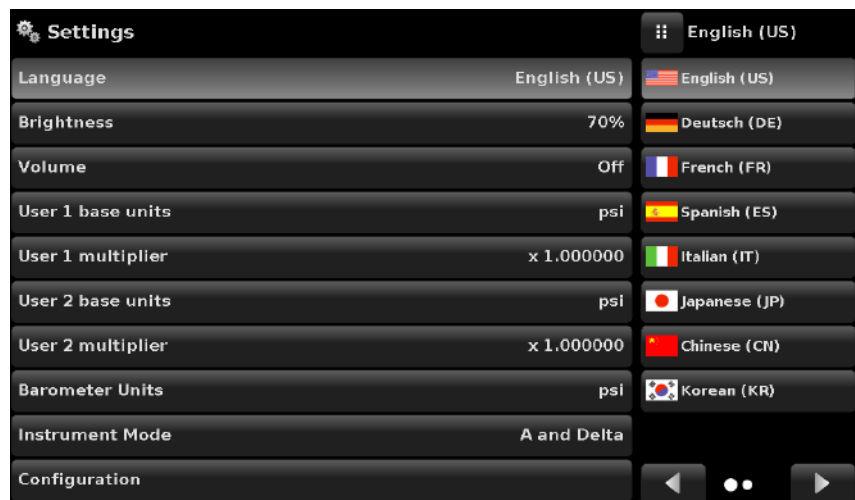 Settings
Language English (US)
Brightness 70%
Volume Off
User 1 base units psi
User 1 multiplier x 1.000000
User 2 base units psi
User 2 multiplier x 1.000000
Barometer Units psi
Instrument Mode A and Delta
Configuration
English (US)
English (US)
Deutsch (DE)
French (FR)
Spanish (ES)
Italian (IT)
Japanese (JP)
Chinese (CN)
Korean (KR)